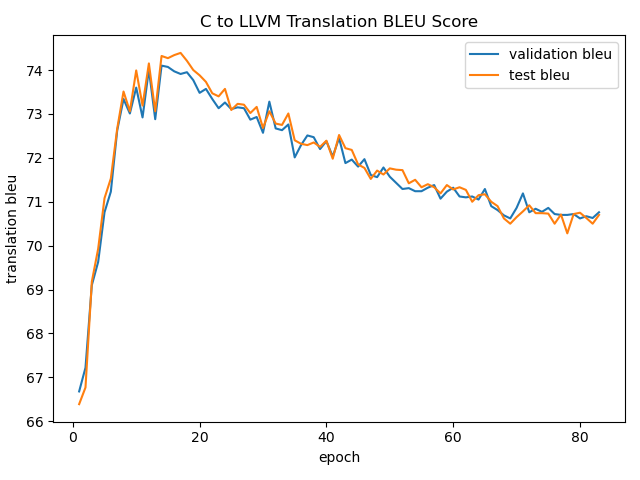 C to LLVM Translation BLEU Score
validation bleu
test bleu
translation bleu
74
73
72
71
70
69
68
67
66
0 20 40 60 80
epoch